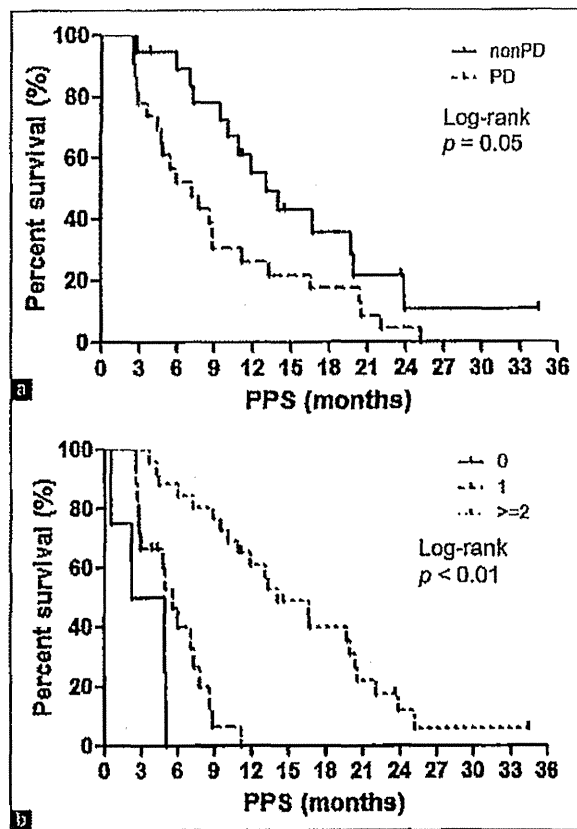 100
80
60
40
20
0
Percent survival (%)
nonPD
PD
Log-rank
p = 0.05
0 3 6 9 12 15 18 21 24 27 30 33 36
PPS (months)
a
100
80
60
40
20
0
Percent survival (%)
0
1
>=2
Log-rank
p < 0.01
0 3 6 9 12 15 18 21 24 27 30 33 36
PPS (months)
b